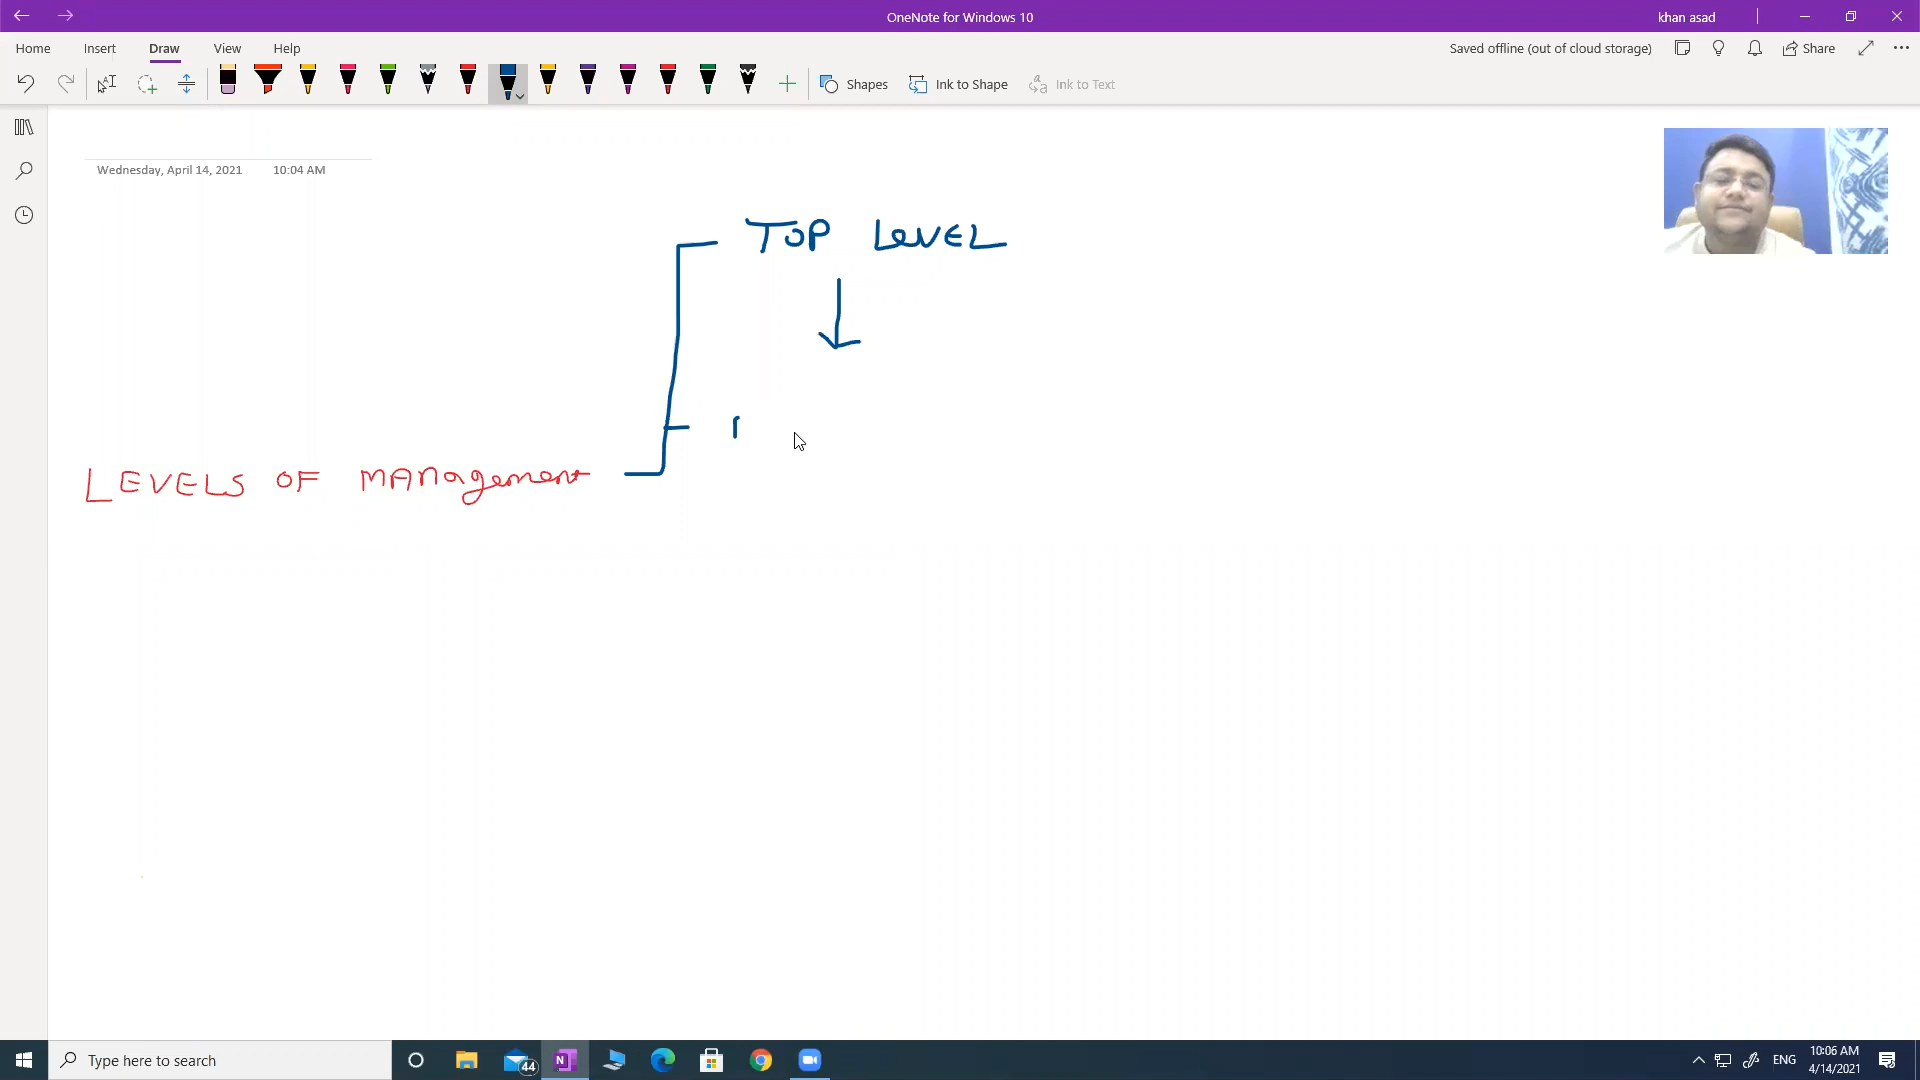 OneNote for Windows 10
khan asad
Home Insert Draw View Help
Saved offline (out of cloud storage)
Share
Shapes
Ink to Shape
Ink to Text
Wednesday, April 14, 2021 10:04 AM
TOP LeVEL
LEVELS OF MANagement
Type here to search
44
N
ENG
10:06 AM
4/14/2021